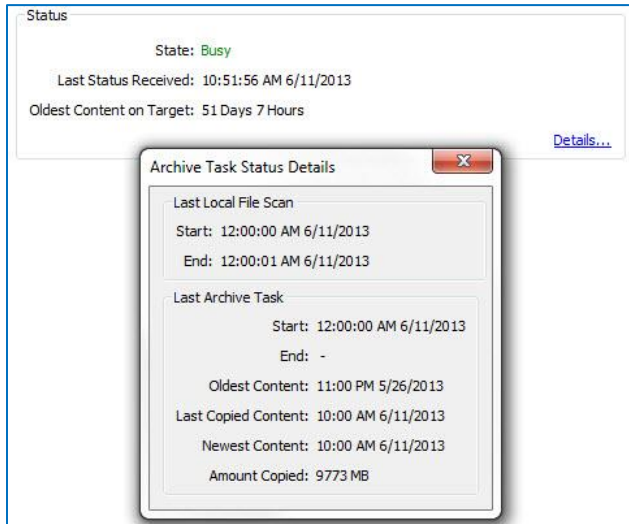 Status
State: Busy
Last Status Received: 10:51:56 AM 6/11/2013
Oldest Content on Target: 51 Days 7 Hours
Details...
Archive Task Status Details
Last Local File Scan
Start: 12:00:00 AM 6/11/2013
End: 12:00:01 AM 6/11/2013
Last Archive Task
Start: 12:00:00 AM 6/11/2013
End: -
Oldest Content: 11:00 PM 5/26/2013
Last Copied Content: 10:00 AM 6/11/2013
Newest Content: 10:00 AM 6/11/2013
Amount Copied: 9773 MB